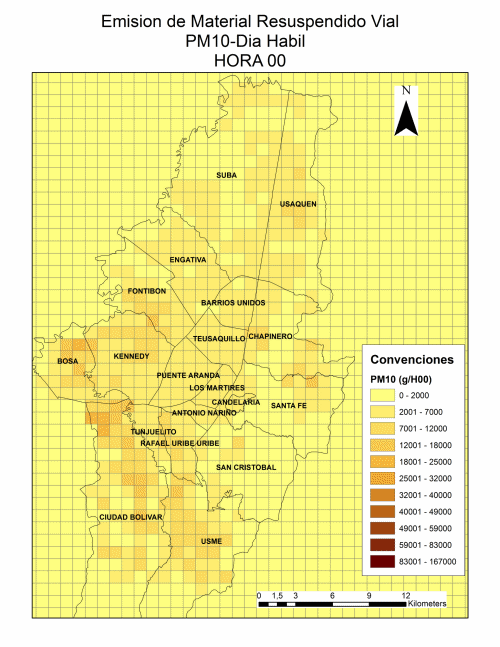 Emision de Material Resuspendido Vial
PM10-Dia Habil
HORA 00
N
SUBA
USAQUEN
ENGATIVA
FONTIBON
BARRIOS UNIDOS
TEUSAQUILLO
CHAPINERO
BOSA
KENNEDY
PUENTE ARANDA
LOS MARTIRES
CANDELARIA
SANTA FE
ANTONIO NARIÑO
TUNJUELITO
RAFAEL URIBE URIBE
SAN CRISTOBAL
CIUDAD BOLIVAR
USME
Convenciones
PM10 (g/H00)
0 - 2000
2001 - 7000
7001 - 12000
12001 - 18000
18001 - 25000
25001 - 32000
32001 - 40000
40001 - 49000
49001 - 59000
59001 - 83000
83001 - 167000
0 1,5 3 6 9 12
Kilometers